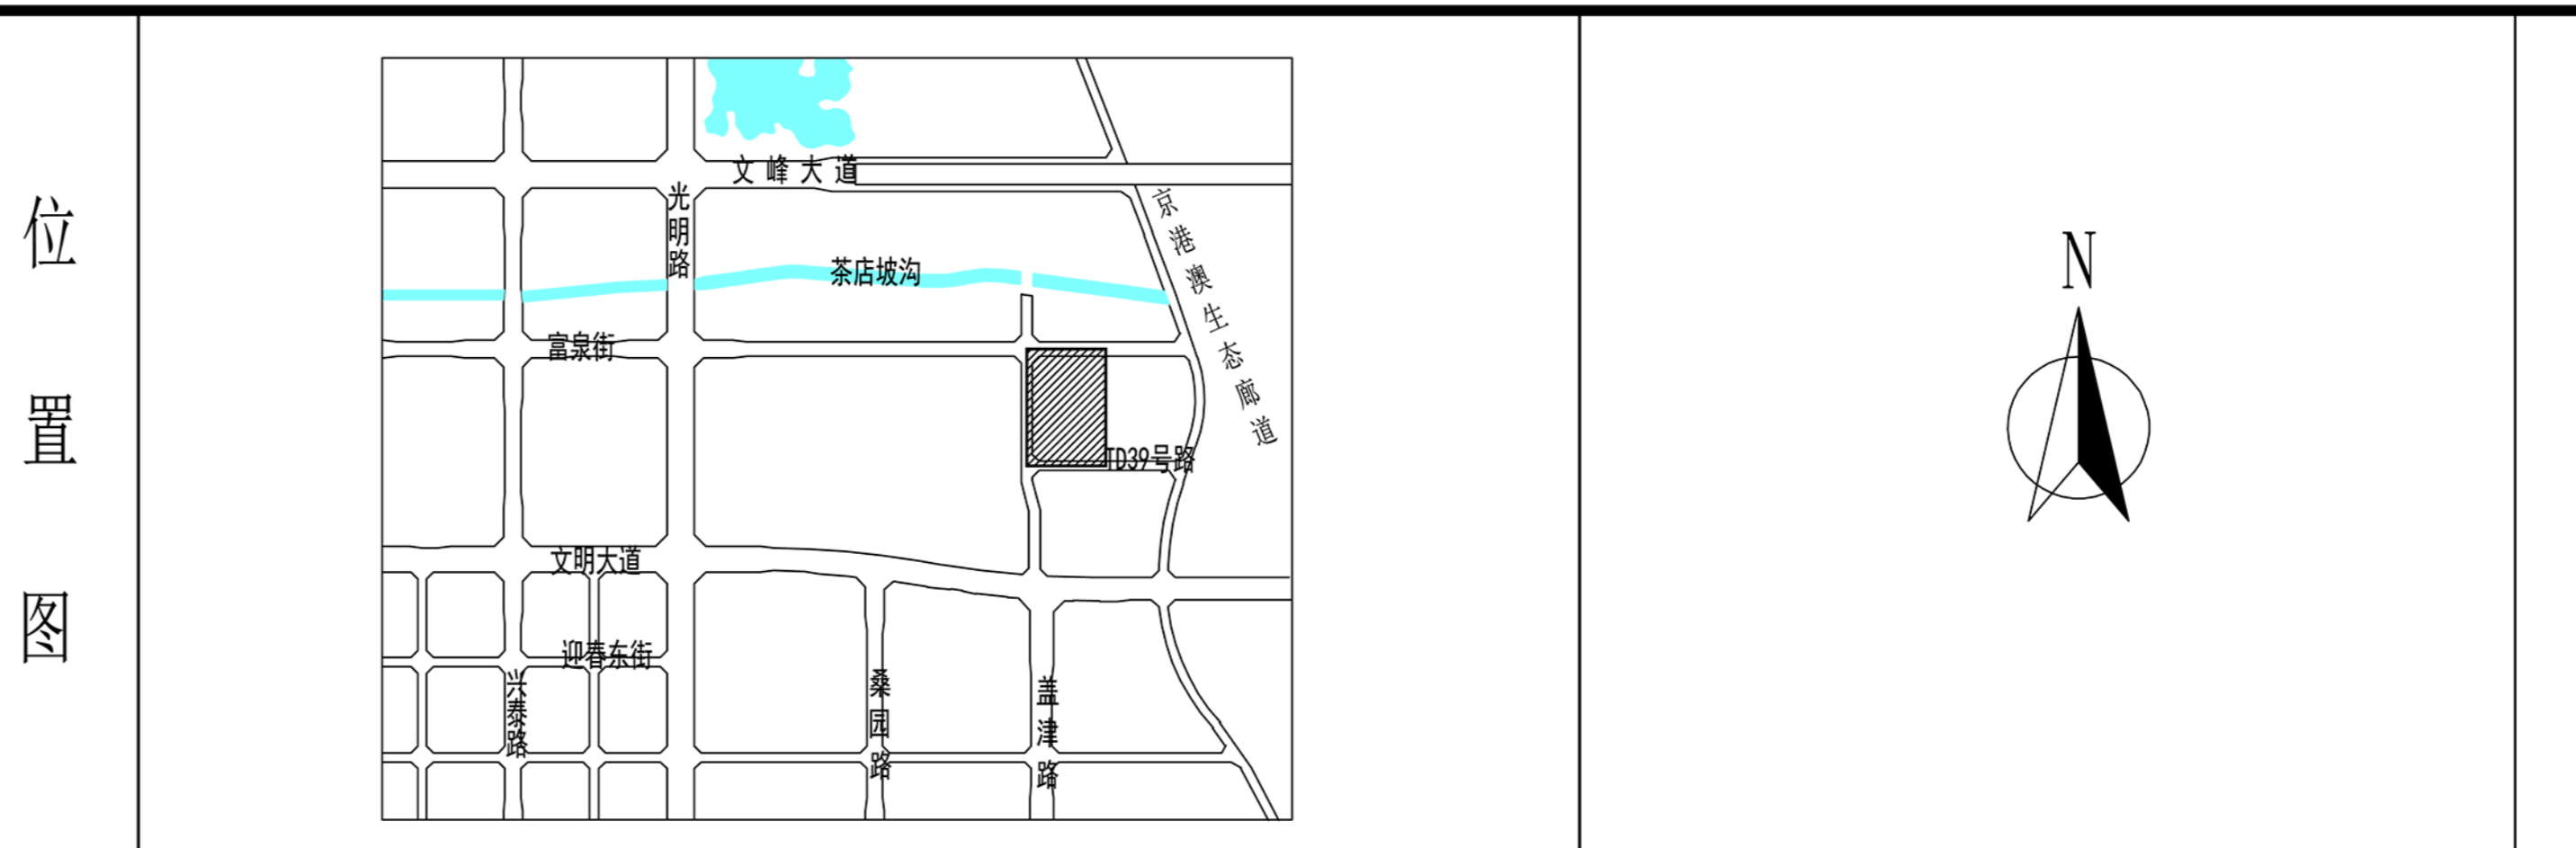 位置图
文峰大道
光明路
京港澳生态廊道
茶店坡沟
富泉街
TD39号路
文明大道
迎春东街
兴泰路
桑园路
盖津路
N